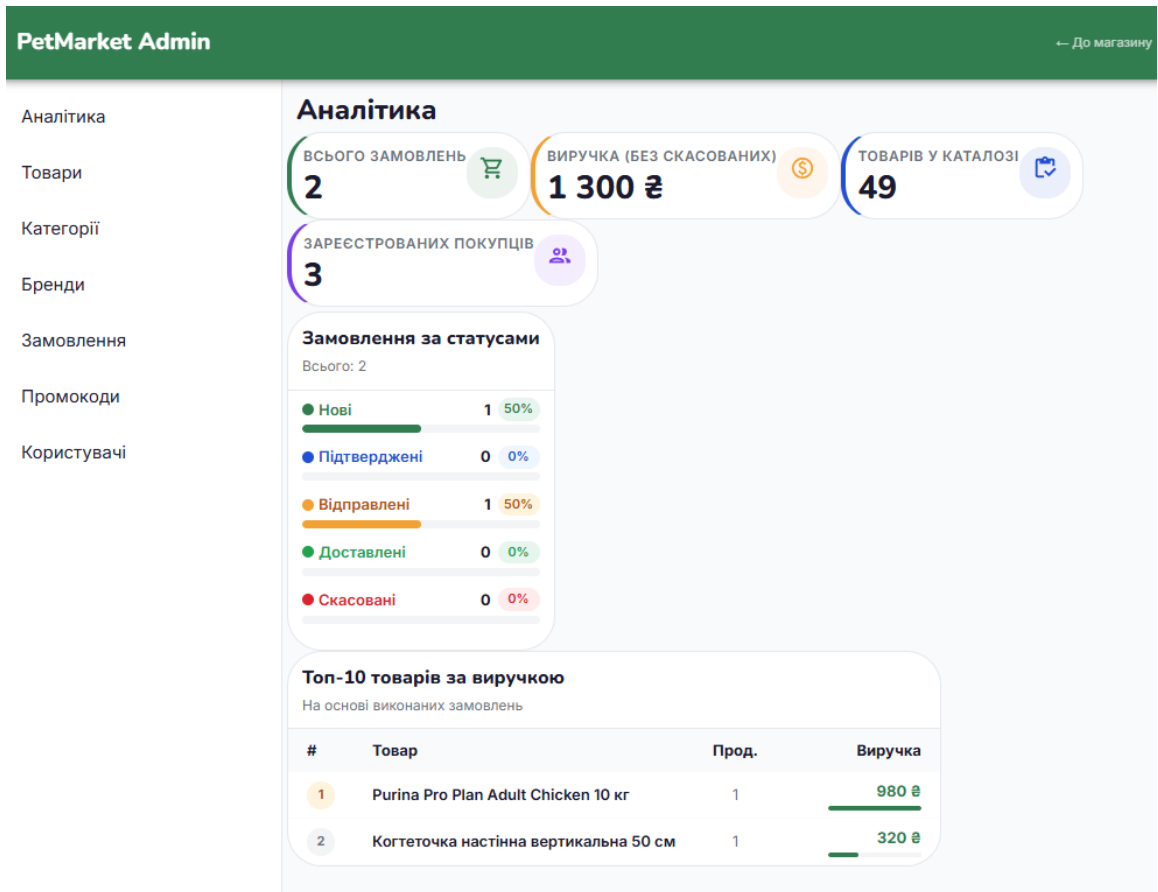 PetMarket Admin
← До магазину
Аналітика
Товари
Категорії
Бренди
Замовлення
Промокоди
Користувачі
Аналітика
ВСЬОГО ЗАМОВЛЕНЬ
2
ВИРУЧКА (БЕЗ СКАСОВАНИХ)
1 300 ₴
ТОВАРІВ У КАТАЛОЗІ
49
ЗАРЕЄСТРОВАНИХ ПОКУПЦІВ
3
Замовлення за статусами
Всього: 2
Нові 1 50%
Підтверджені 0 0%
Відправлені 1 50%
Доставлені 0 0%
Скасовані 0 0%
Топ-10 товарів за виручкою
На основі виконаних замовлень
# Товар Прод. Виручка
1 Purina Pro Plan Adult Chicken 10 кг 1 980 ₴
2 Когтеточка настінна вертикальна 50 см 1 320 ₴